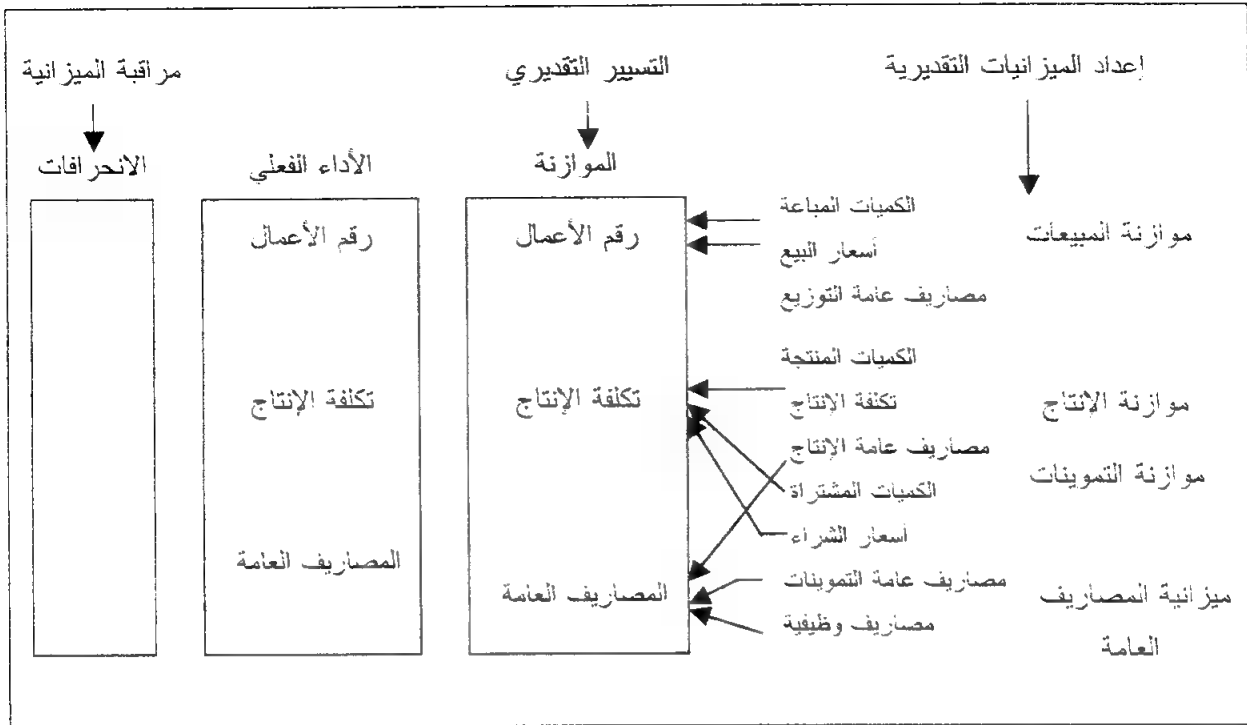 إعداد الميزانيات التقديرية
التسيير التقديري
مراقبة الميزانية
الموازنة
الأداء الفعلي
الانحرافات
موازنة المبيعات
الكميات المباعة
أسعار البيع
مصاريف عامة التوزيع
رقم الأعمال
رقم الأعمال
موازنة الإنتاج
الكميات المنتجة
تكلفة الإنتاج
مصاريف عامة الإنتاج
تكلفة الإنتاج
تكلفة الإنتاج
موازنة التموينات
الكميات المشتراة
أسعار الشراء
ميزانية المصاريف
العامة
مصاريف عامة التموينات
مصاريف وظيفية
المصاريف العامة
المصاريف العامة